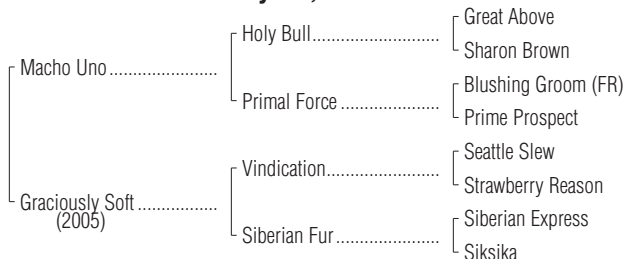 Great Above
Holy Bull
Sharon Brown
Macho Uno
Blushing Groom (FR)
Primal Force
Prime Prospect
Seattle Slew
Vindication
Strawberry Reason
Graciously Soft
(2005)
Siberian Express
Siberian Fur
Siksika